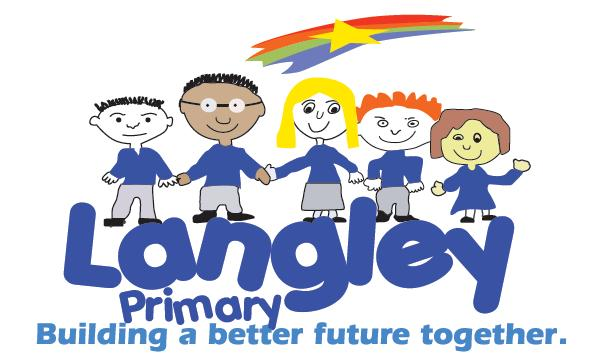 Langley
Primary
Building a better future together.